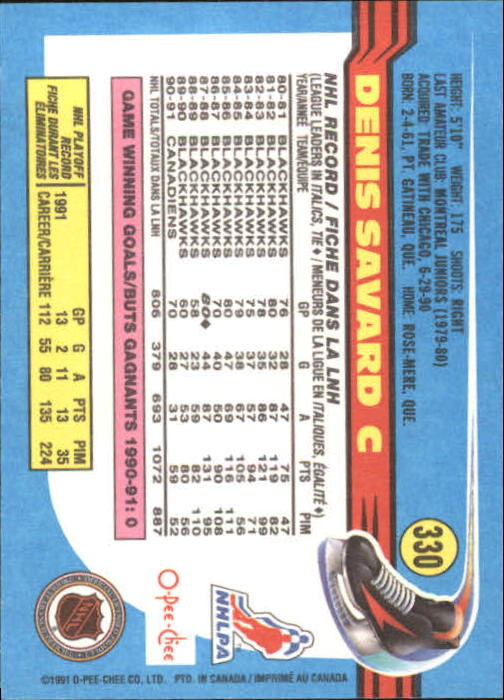 330
DENIS SAVARD C
HEIGHT: 5'10" WEIGHT: 175 SHOOTS: RIGHT
LAST AMATEUR CLUB: MONTREAL JUNIORS (1979-80)
ACQUIRED: TRADE WITH CHICAGO, 6-29-90
BORN: 2-4-61, PT. GATINEAU, QUE. HOME: ROSE-MERE, QUE.
NHL RECORD / FICHE DANS LA LNH
(LEAGUE LEADERS IN ITALICS, TIE♦ / MENEURS DE LA LIGUE EN ITALIQUES, ÉGALITÉ♦)
YEAR/ANNÉE TEAM/ÉQUIPE GP G A PTS PIM
80-81 BLACKHAWKS 76 28 47 75 47
81-82 BLACKHAWKS 80 32 87 119 82
82-83 BLACKHAWKS 78 35 86 121 99
83-84 BLACKHAWKS 75 37 57 94 71
84-85 BLACKHAWKS 79 38 67 105 56
85-86 BLACKHAWKS 80 47 69 116 111
86-87 BLACKHAWKS 70 40 50 90 108
87-88 BLACKHAWKS 80♦ 44 87 131 95
88-89 BLACKHAWKS 58 23 59 82 110
89-90 BLACKHAWKS 60 27 53 80 56
90-91 CANADIENS 70 28 31 59 52
NHL TOTALS/TOTAUX DANS LA LNH 806 379 693 1072 887
GAME WINNING GOALS/BUTS GAGNANTS 1990-91: 0
NHL PLAYOFF RECORD
FICHE DURANT LES ÉLIMINATOIRES
GP G A PTS PIM
1991 13 2 11 13 35
CAREER/CARRIÈRE 112 55 80 135 224
O-Pee-Chee
NHLPA
NHL
©1991 O-PEE-CHEE CO. LTD. PTD. IN CANADA / IMPRIMÉ AU CANADA